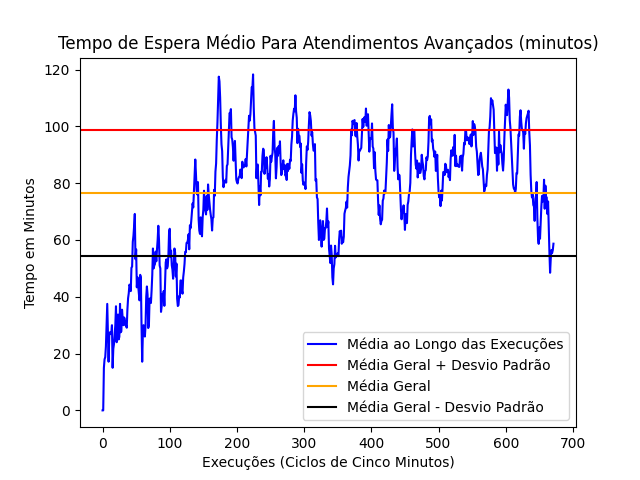 Tempo de Espera Médio Para Atendimentos Avançados (minutos)
120
100
80
60
40
20
0
Tempo em Minutos
0 100 200 300 400 500 600 700
Execuções (Ciclos de Cinco Minutos)
Média ao Longo das Execuções
Média Geral + Desvio Padrão
Média Geral
Média Geral - Desvio Padrão